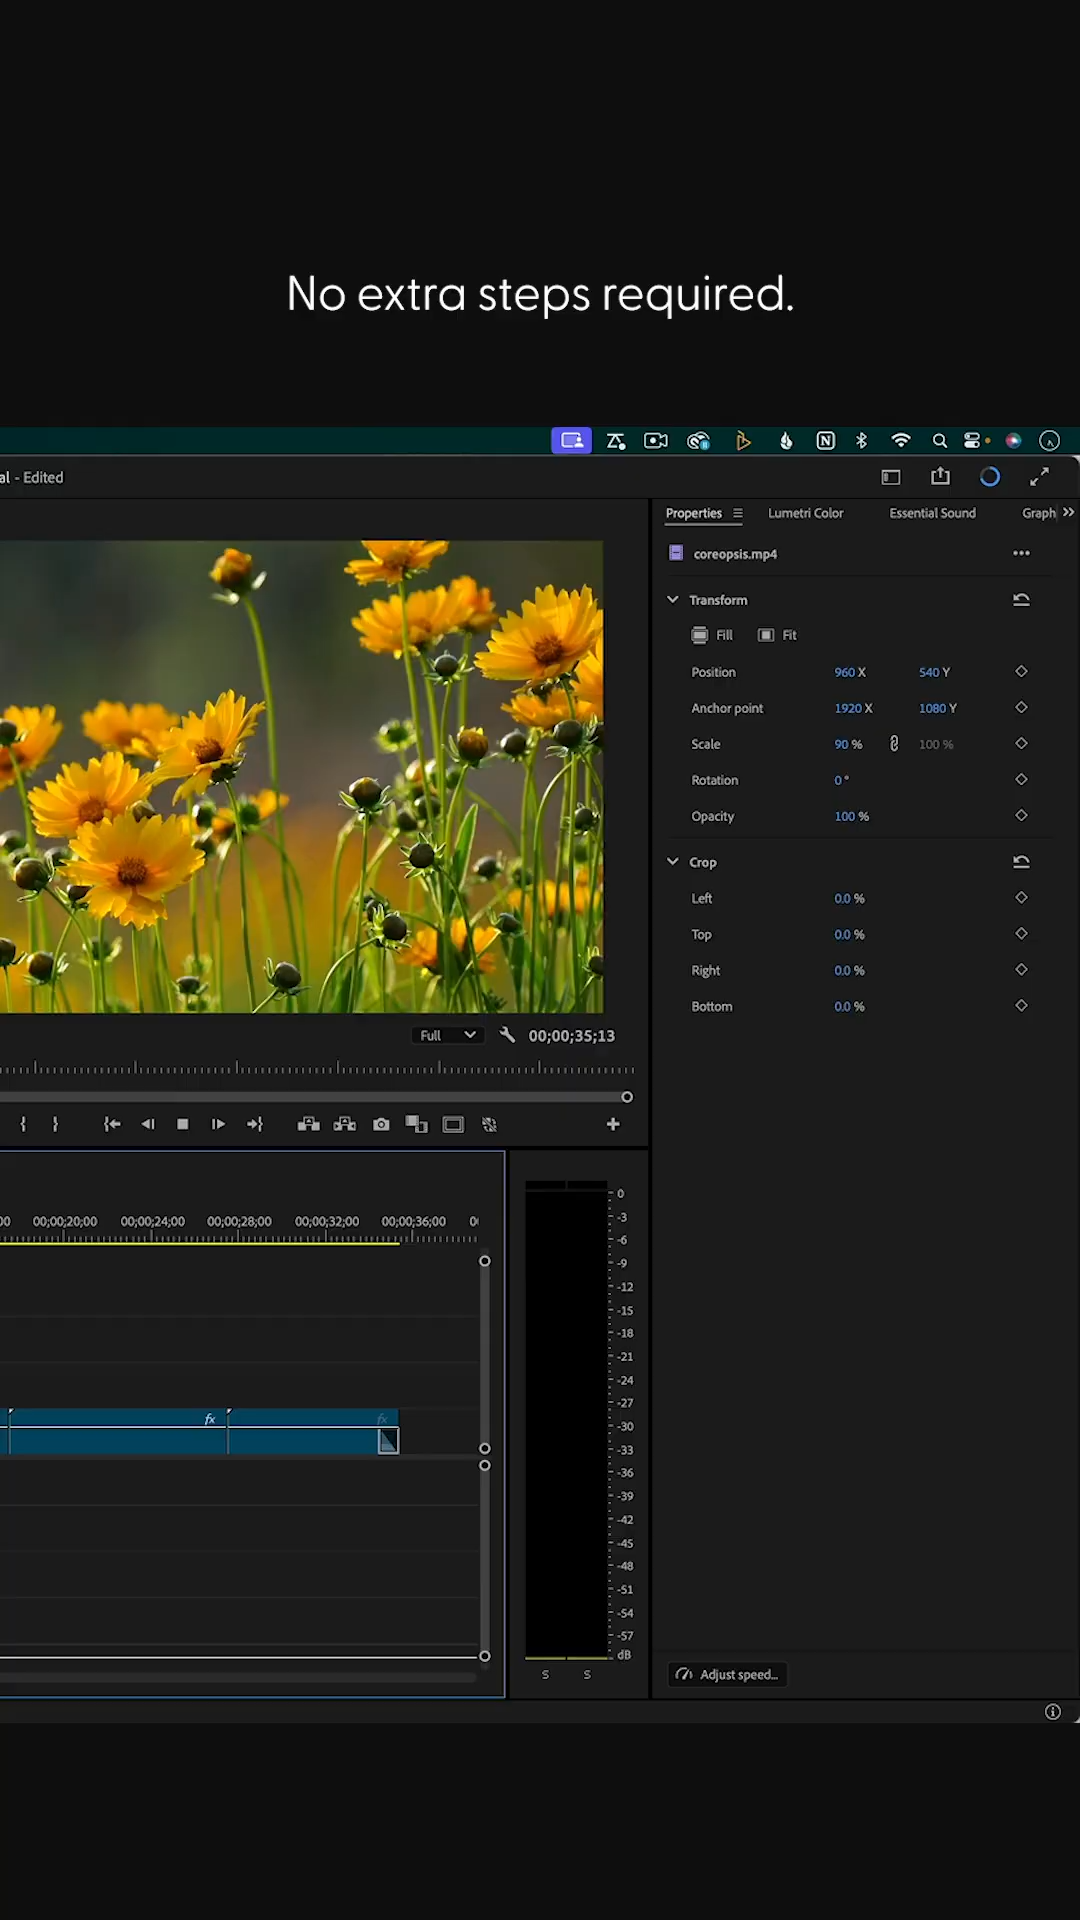 No extra steps required.
al - Edited
Properties Lumetri Color Essential Sound Graph
coreopsis.mp4
Transform
Fill Fit
Position 960 X 540 Y
Anchor point 1920 X 1080 Y
Scale 90 % 100 %
Rotation 0 °
Opacity 100 %
Crop
Left 0.0 %
Top 0.0 %
Right 0.0 %
Bottom 0.0 %
Full 00;00;35;13
00 00;00;20;00 00;00;24;00 00;00;28;00 00;00;32;00 00;00;36;00 0
0
-3
-6
-9
-12
-15
-18
-21
-24
-27
-30
-33
-36
-39
-42
-45
-48
-51
-54
-57
dB
fx fx
S S
Adjust speed...